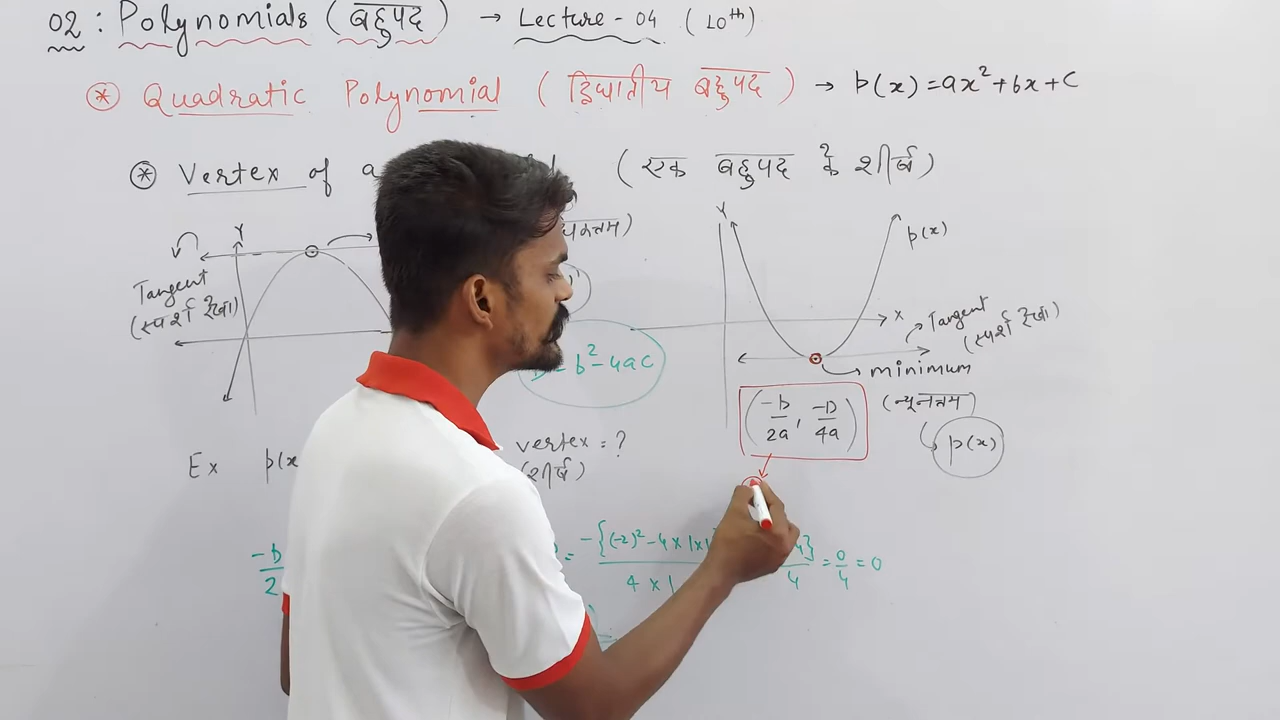 02 : Polynomials (बहुपद) → Lecture - 04 (10th)
* Quadratic Polynomial (द्विघातीय बहुपद) → p(x) = ax² + bx + c
* Vertex of a (एक बहुपद के शीर्ष)
Y
Tangent
(स्पर्श रेखा)
D = b² - 4ac
Y
p(x)
X
Tangent
(स्पर्श रेखा)
minimum
(न्यूनतम)
p(x)
(-b/2a, -D/4a)
Ex p(x vertex = ?
(शीर्ष)
-b/2 = -{(-2)² - 4 × 1 × 1 4}/4 = 0/4 = 0
4 × 1